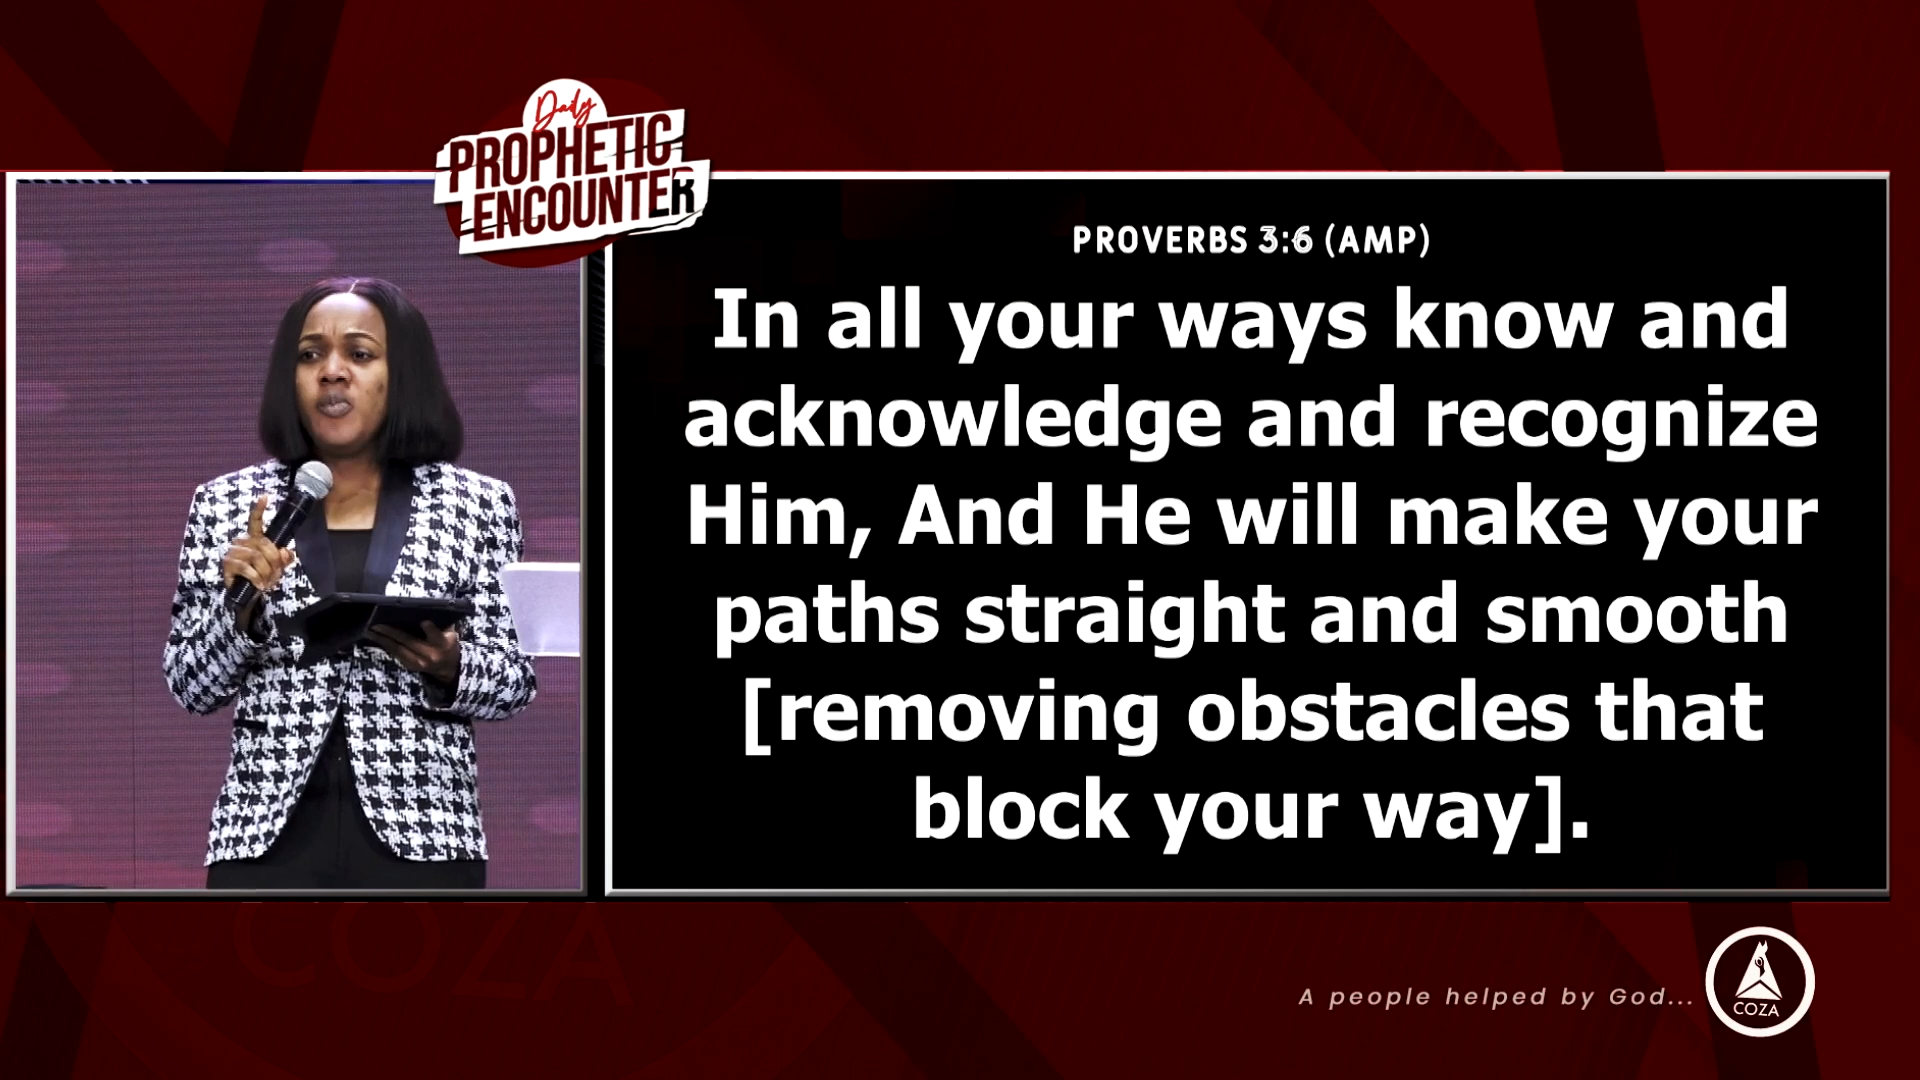 Daily
PROPHETIC
ENCOUNTER
PROVERBS 3:6 (AMP)
In all your ways know and
acknowledge and recognize
Him, And He will make your
paths straight and smooth
[removing obstacles that
block your way].
COZA
A people helped by God...
COZA